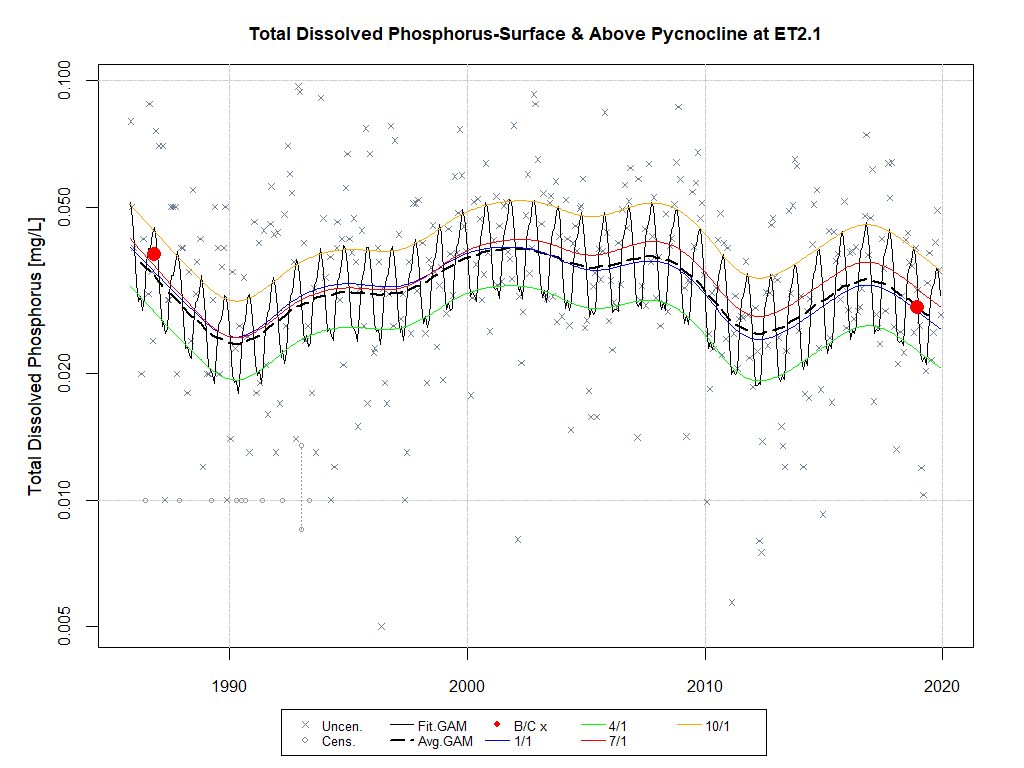 Total Dissolved Phosphorus-Surface & Above Pycnocline at ET2.1
Total Dissolved Phosphorus [mg/L]
0.100
0.050
0.020
0.010
0.005
1990 2000 2010 2020
Uncen. Fit.GAM B/C x 4/1 10/1
Cens. Avg.GAM 1/1 7/1